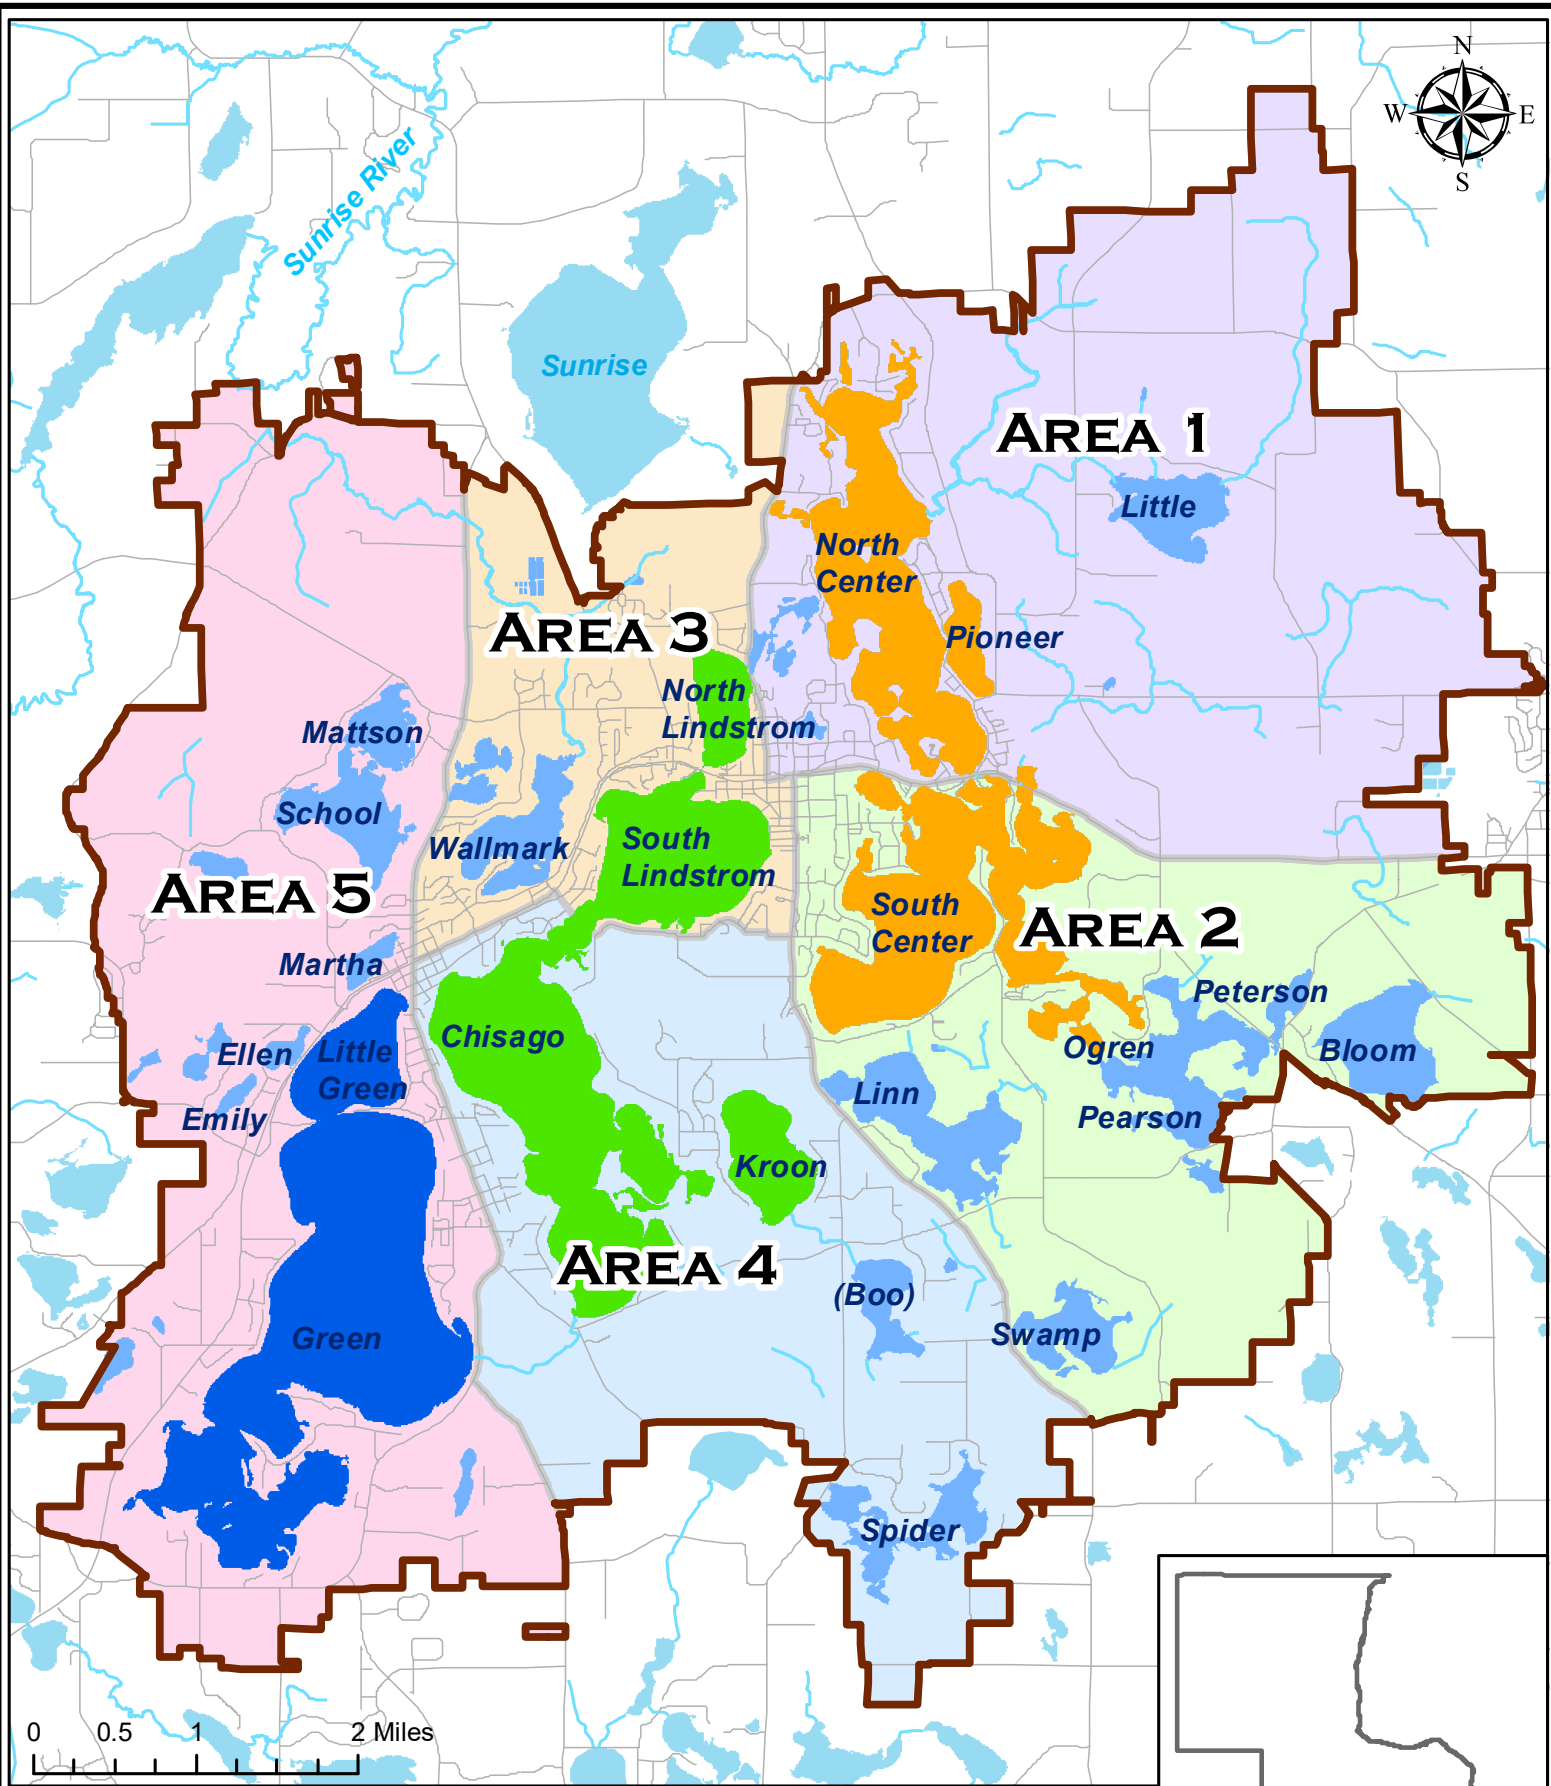 N
W
E
S
Sunrise River
Sunrise
AREA 1
Little
North
Center
AREA 3
Pioneer
North
Lindstrom
Mattson
7
School
Wallmark
South
Lindstrom
AREA 5
South
Center
AREA 2
Martha
Peterson
Chisago
Ellen
Little
Green
Ogren
Bloom
Linn
Emily
Pearson
Kroon
AREA 4
(Boo)
Green
Swamp
Spider
0 0.5 1 2 Miles